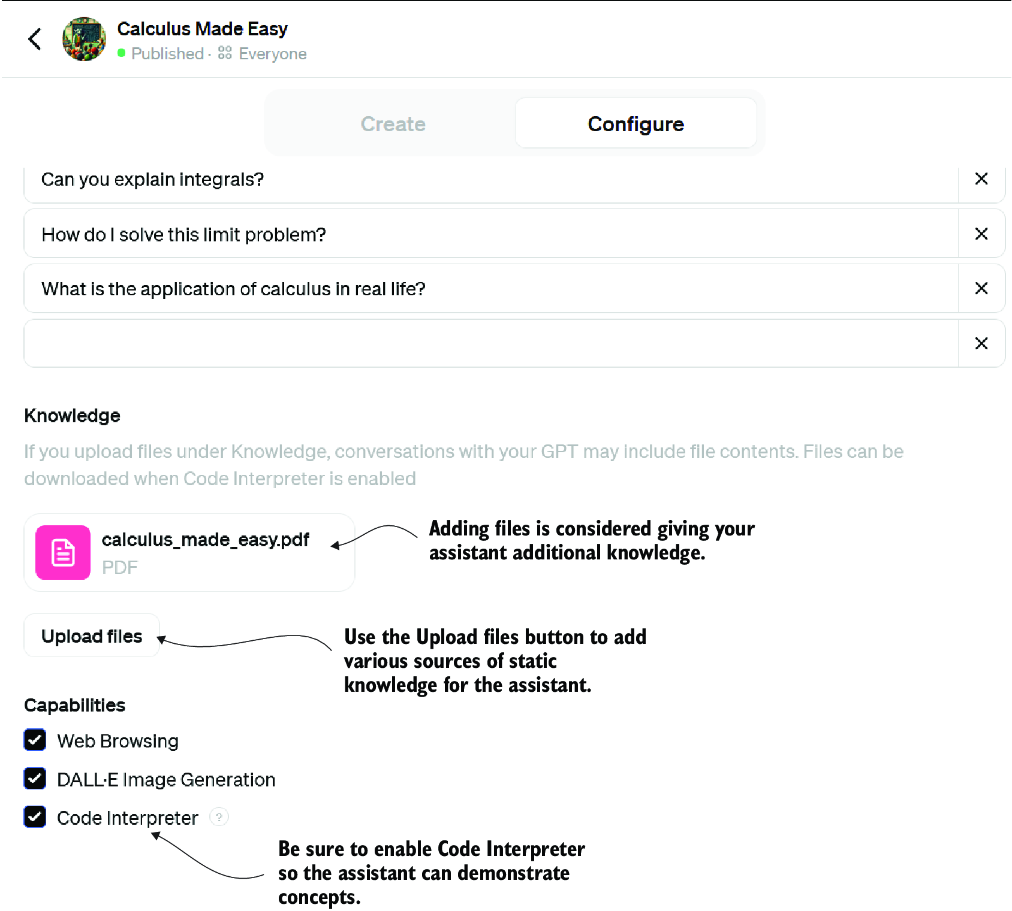 Calculus Made Easy
Published · Everyone
Create
Configure
Can you explain integrals?
How do I solve this limit problem?
What is the application of calculus in real life?
Knowledge
If you upload files under Knowledge, conversations with your GPT may include file contents. Files can be
downloaded when Code Interpreter is enabled
calculus_made_easy.pdf
PDF
Adding files is considered giving your
assistant additional knowledge.
Upload files
Use the Upload files button to add
various sources of static
knowledge for the assistant.
Capabilities
Web Browsing
DALL·E Image Generation
Code Interpreter ?
Be sure to enable Code Interpreter
so the assistant can demonstrate
concepts.